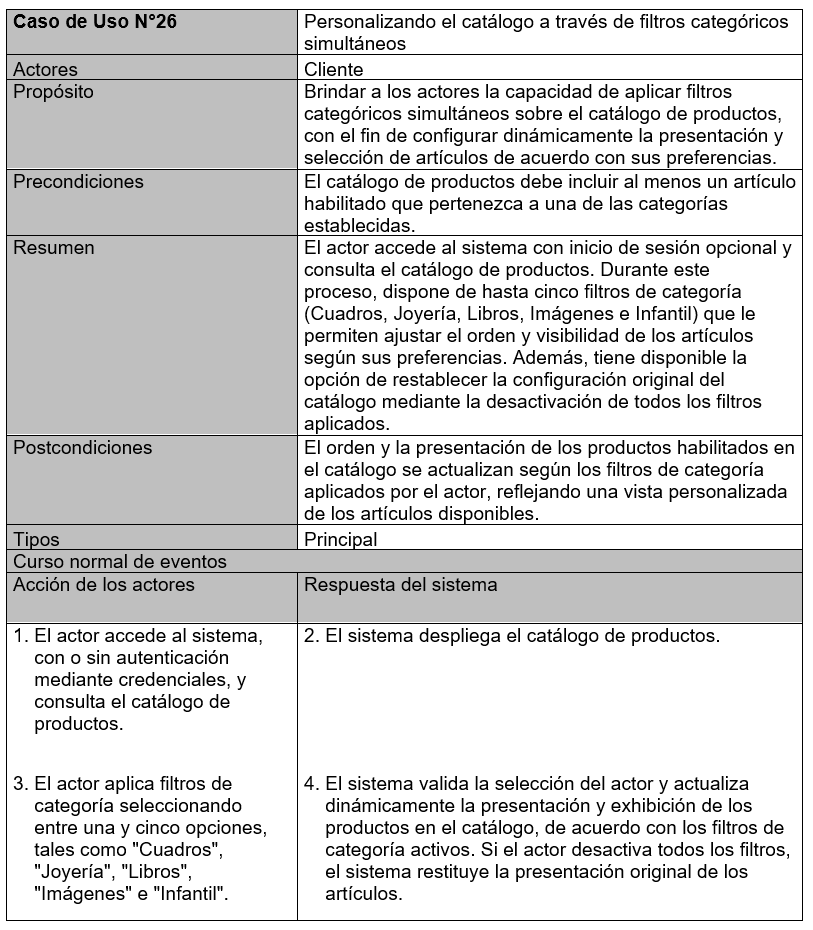 Caso de Uso N°26
Personalizando el catálogo a través de filtros categóricos
simultáneos
Actores
Cliente
Propósito
Brindar a los actores la capacidad de aplicar filtros
categóricos simultáneos sobre el catálogo de productos,
con el fin de configurar dinámicamente la presentación y
selección de artículos de acuerdo con sus preferencias.
Precondiciones
El catálogo de productos debe incluir al menos un artículo
habilitado que pertenezca a una de las categorías
establecidas.
Resumen
El actor accede al sistema con inicio de sesión opcional y
consulta el catálogo de productos. Durante este
proceso, dispone de hasta cinco filtros de categoría
(Cuadros, Joyería, Libros, Imágenes e Infantil) que le
permiten ajustar el orden y visibilidad de los artículos
según sus preferencias. Además, tiene disponible la
opción de restablecer la configuración original del
catálogo mediante la desactivación de todos los filtros
aplicados.
Postcondiciones
El orden y la presentación de los productos habilitados en
el catálogo se actualizan según los filtros de categoría
aplicados por el actor, reflejando una vista personalizada
de los artículos disponibles.
Tipos
Principal
Curso normal de eventos
Acción de los actores
Respuesta del sistema
1. El actor accede al sistema,
con o sin autenticación
mediante credenciales, y
consulta el catálogo de
productos.
2. El sistema despliega el catálogo de productos.
3. El actor aplica filtros de
categoría seleccionando
entre una y cinco opciones,
tales como "Cuadros",
"Joyería", "Libros",
"Imágenes" e "Infantil".
4. El sistema valida la selección del actor y actualiza
dinámicamente la presentación y exhibición de los
productos en el catálogo, de acuerdo con los filtros de
categoría activos. Si el actor desactiva todos los filtros,
el sistema restituye la presentación original de los
artículos.